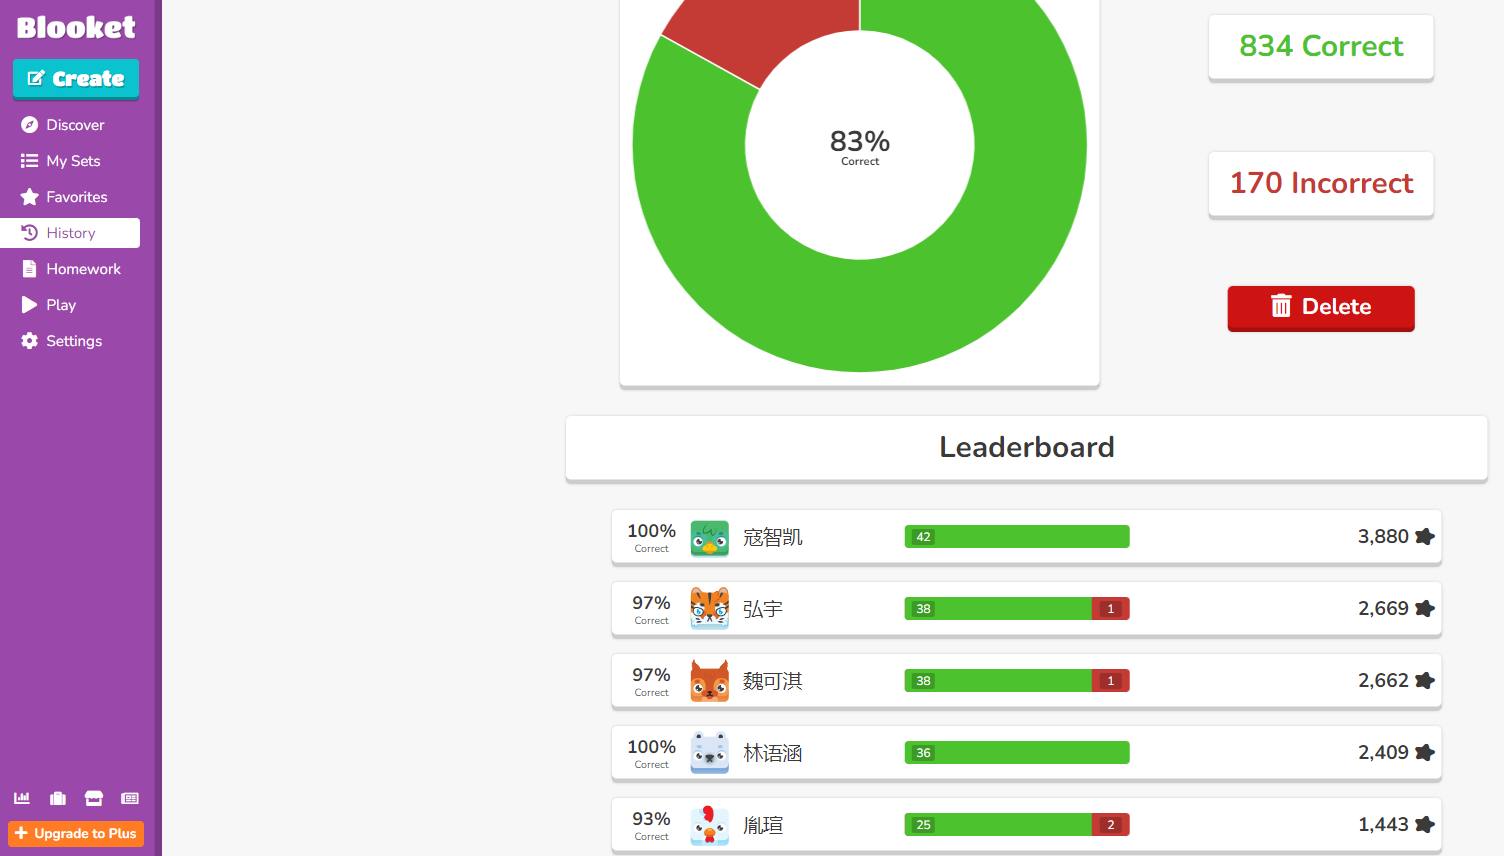 Blooket
Create
Discover
My Sets
Favorites
History
Homework
Play
Settings
Upgrade to Plus
83%
Correct
834 Correct
170 Incorrect
Delete
Leaderboard
100%
Correct
寇智凯
42
3,880
97%
Correct
弘宇
38
1
2,669
97%
Correct
魏可淇
38
1
2,662
100%
Correct
林语涵
36
2,409
93%
Correct
胤瑄
25
2
1,443